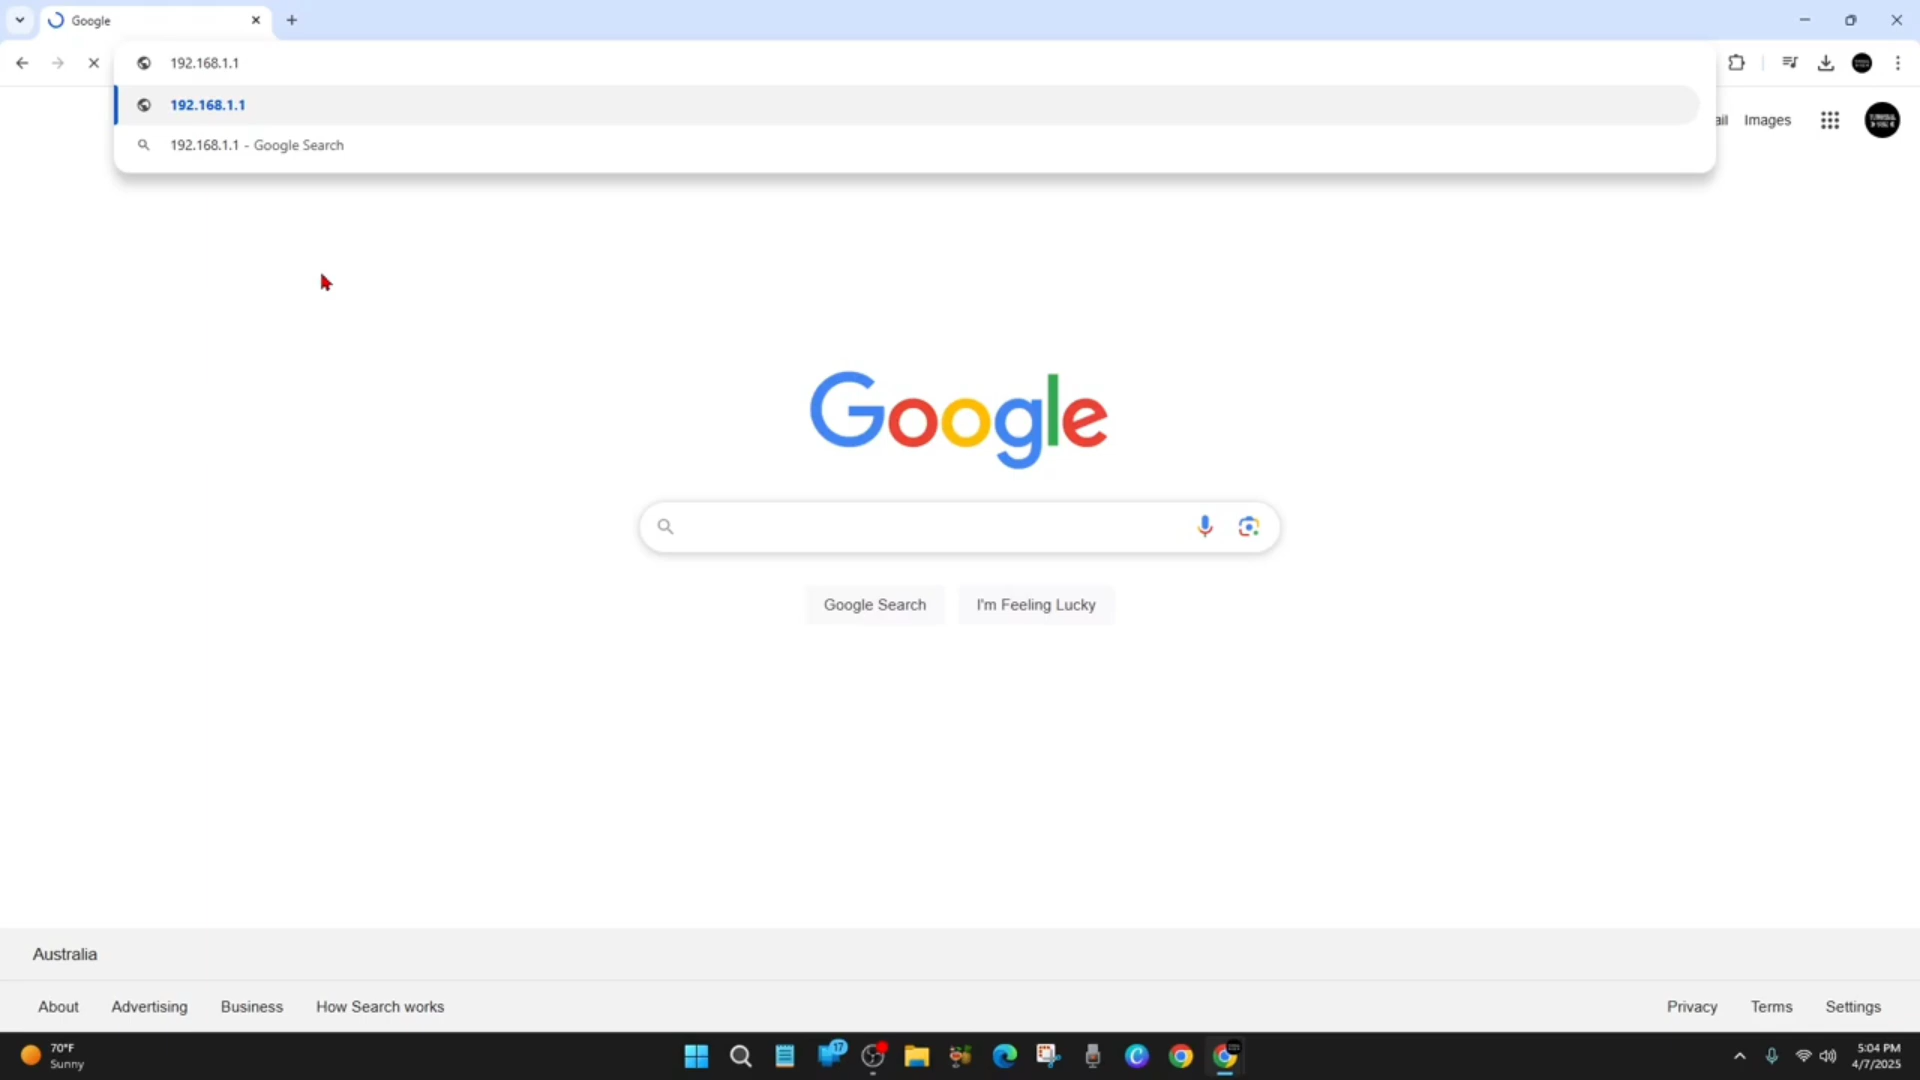 Google
192.168.1.1
192.168.1.1
192.168.1.1 - Google Search
ail Images
Google
Google Search I'm Feeling Lucky
Australia
About Advertising Business How Search works Privacy Terms Settings
70°F
Sunny
17
5:04 PM
4/7/2025